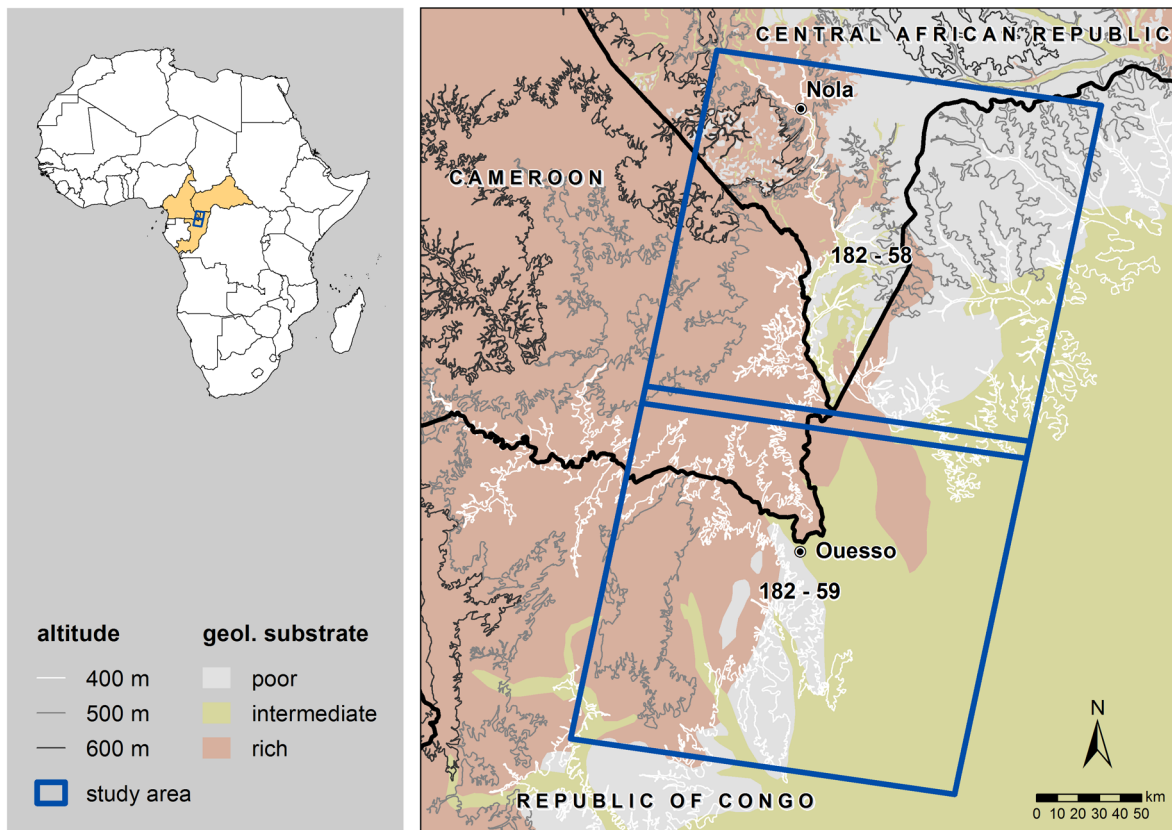 CENTRAL AFRICAN REPUBLIC
Nola
CAMEROON
182 - 58
Ouesso
182 - 59
REPUBLIC OF CONGO
altitude
400 m
500 m
600 m
study area
geol. substrate
poor
intermediate
rich
N
km
0 10 20 30 40 50